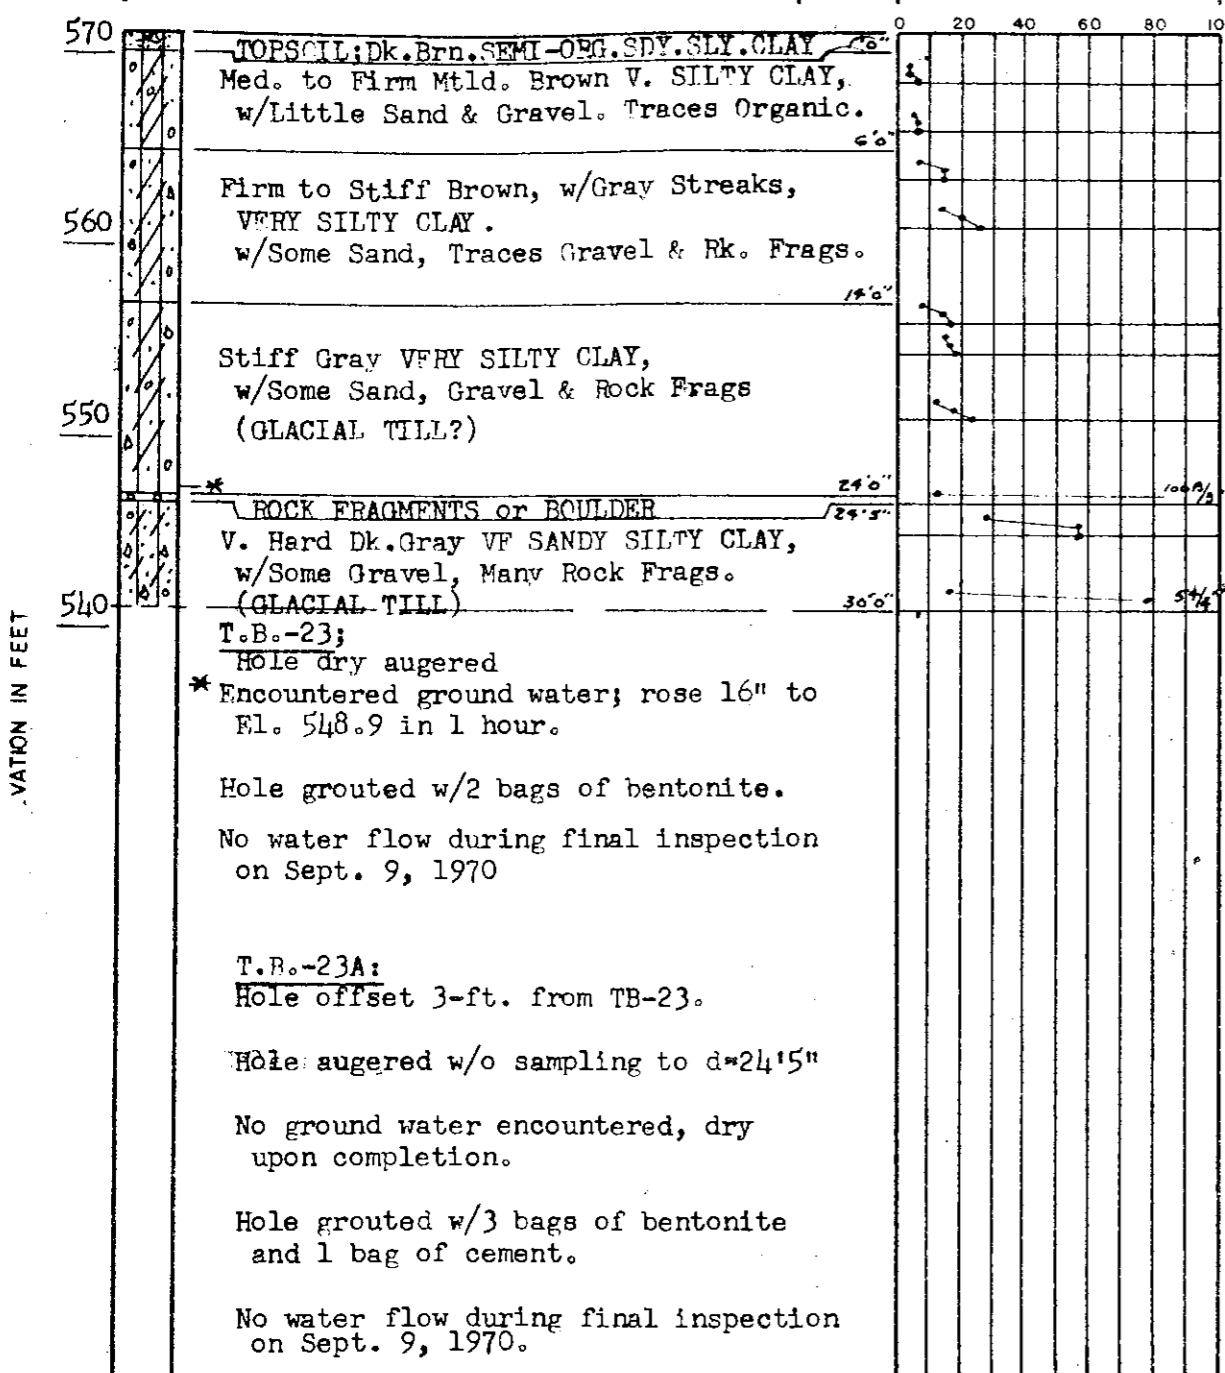 0 20 40 60 80
570
TOPSOIL;Dk.Brn.SEMI-ORG.SDY.SLY.CLAY
Med. to Firm Mtld. Brown V. SILTY CLAY,
w/Little Sand & Gravel. Traces Organic.
6'0"
Firm to Stiff Brown, w/Gray Streaks,
560
VERY SILTY CLAY.
w/Some Sand, Traces Gravel & Rk. Frags.
14'0"
Stiff Gray VERY SILTY CLAY,
w/Some Sand, Gravel & Rock Frags
550
(GLACIAL TILL?)
* 24'0"
ROCK FRAGMENTS or BOULDER 24'5"
V. Hard Dk.Gray VF SANDY SILTY CLAY,
w/Some Gravel, Many Rock Frags.
540 (GLACIAL TILL) 30'0"
T.B.-23;
Hole dry augered
* Encountered ground water; rose 16" to
El. 548.9 in 1 hour.
VATION IN FEET
Hole grouted w/2 bags of bentonite.
No water flow during final inspection
on Sept. 9, 1970
T.B.-23A:
Hole offset 3-ft. from TB-23.
Hole augered w/o sampling to d=24'5"
No ground water encountered, dry
upon completion.
Hole grouted w/3 bags of bentonite
and 1 bag of cement.
No water flow during final inspection
on Sept. 9, 1970.